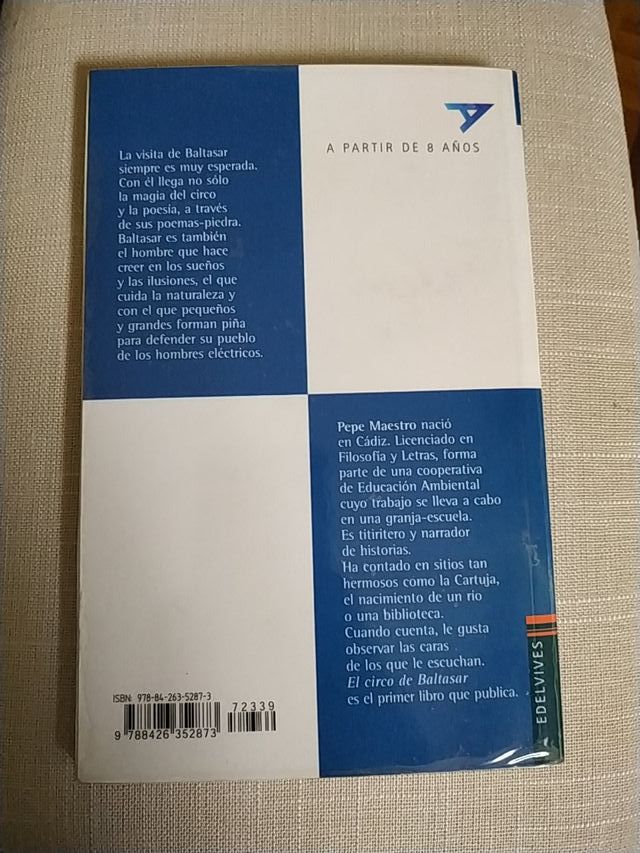 La visita de Baltasar
siempre es muy esperada.
Con él llega no sólo
la magia del circo
y la poesía, a través
de sus poemas-piedra.
Baltasar es también
el hombre que hace
creer en los sueños
y las ilusiones, el que
cuida la naturaleza y
con el que pequeños
y grandes forman piña
para defender su pueblo
de los hombres eléctricos.
A PARTIR DE 8 AÑOS
Pepe Maestro nació
en Cádiz. Licenciado en
Filosofía y Letras, forma
parte de una cooperativa
de Educación Ambiental
cuyo trabajo se lleva a cabo
en una granja-escuela.
Es titiritero y narrador
de historias.
Ha contado en sitios tan
hermosos como la Cartuja,
el nacimiento de un río
o una biblioteca.
Cuando cuenta, le gusta
observar las caras
de los que le escuchan.
El circo de Baltasar
es el primer libro que publica.
ISBN: 978-84-263-5287-3
72339
9 788426 352873
EDELVIVES